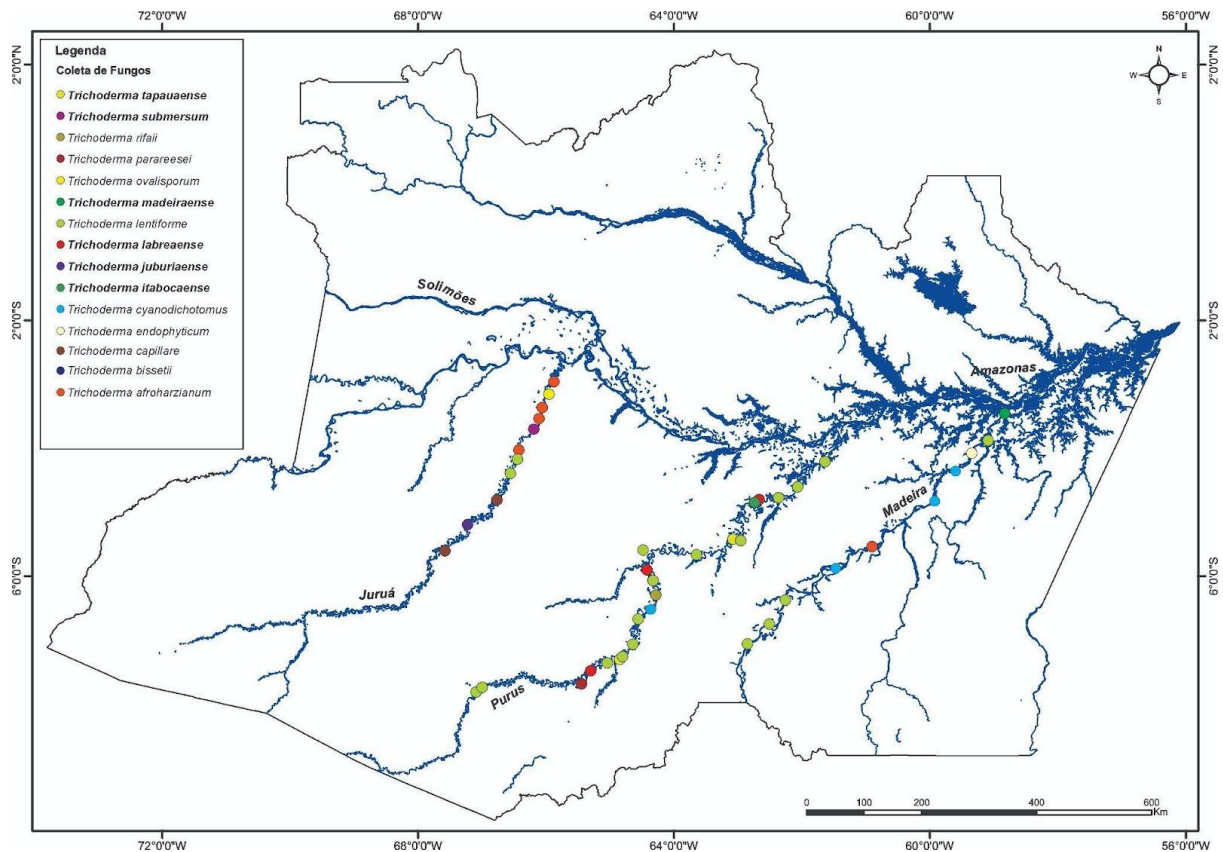 72°0'0"W 68°0'0"W 64°0'0"W 60°0'0"W 56°0'0"W
2°0'0"N
2°0'0"N
Legenda
Coleta de Fungos
Trichoderma tapauaense
Trichoderma submersum
Trichoderma rifaii
Trichoderma parareesei
Trichoderma ovalisporum
Trichoderma madeiraense
Trichoderma lentiforme
Trichoderma labreaense
Trichoderma juburiaense
Trichoderma itabocaense
Trichoderma cyanodichotomus
Trichoderma endophyticum
Trichoderma capillare
Trichoderma bissetii
Trichoderma afroharzianum
N
W E
S
Solimões
2°0'0"S
2°0'0"S
Amazonas
Madeira
Juruá
6°0'0"S
6°0'0"S
Purus
0 100 200 400 600
Km
72°0'0"W 68°0'0"W 64°0'0"W 60°0'0"W 56°0'0"W